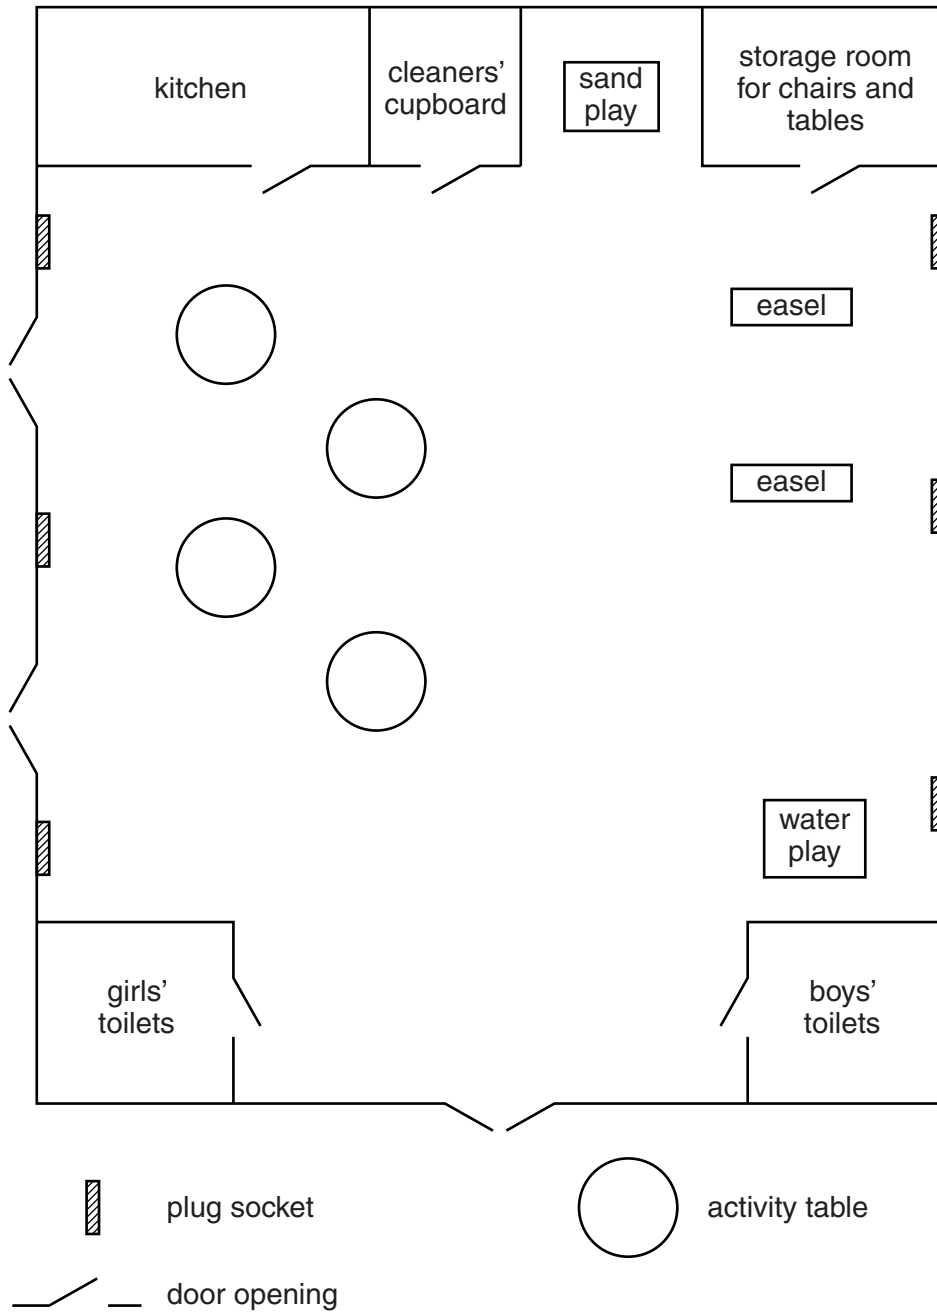 kitchen
cleaners’
cupboard
sand
play
storage room
for chairs and
tables
easel
easel
water
play
girls’
toilets
boys’
toilets
plug socket
activity table
door opening